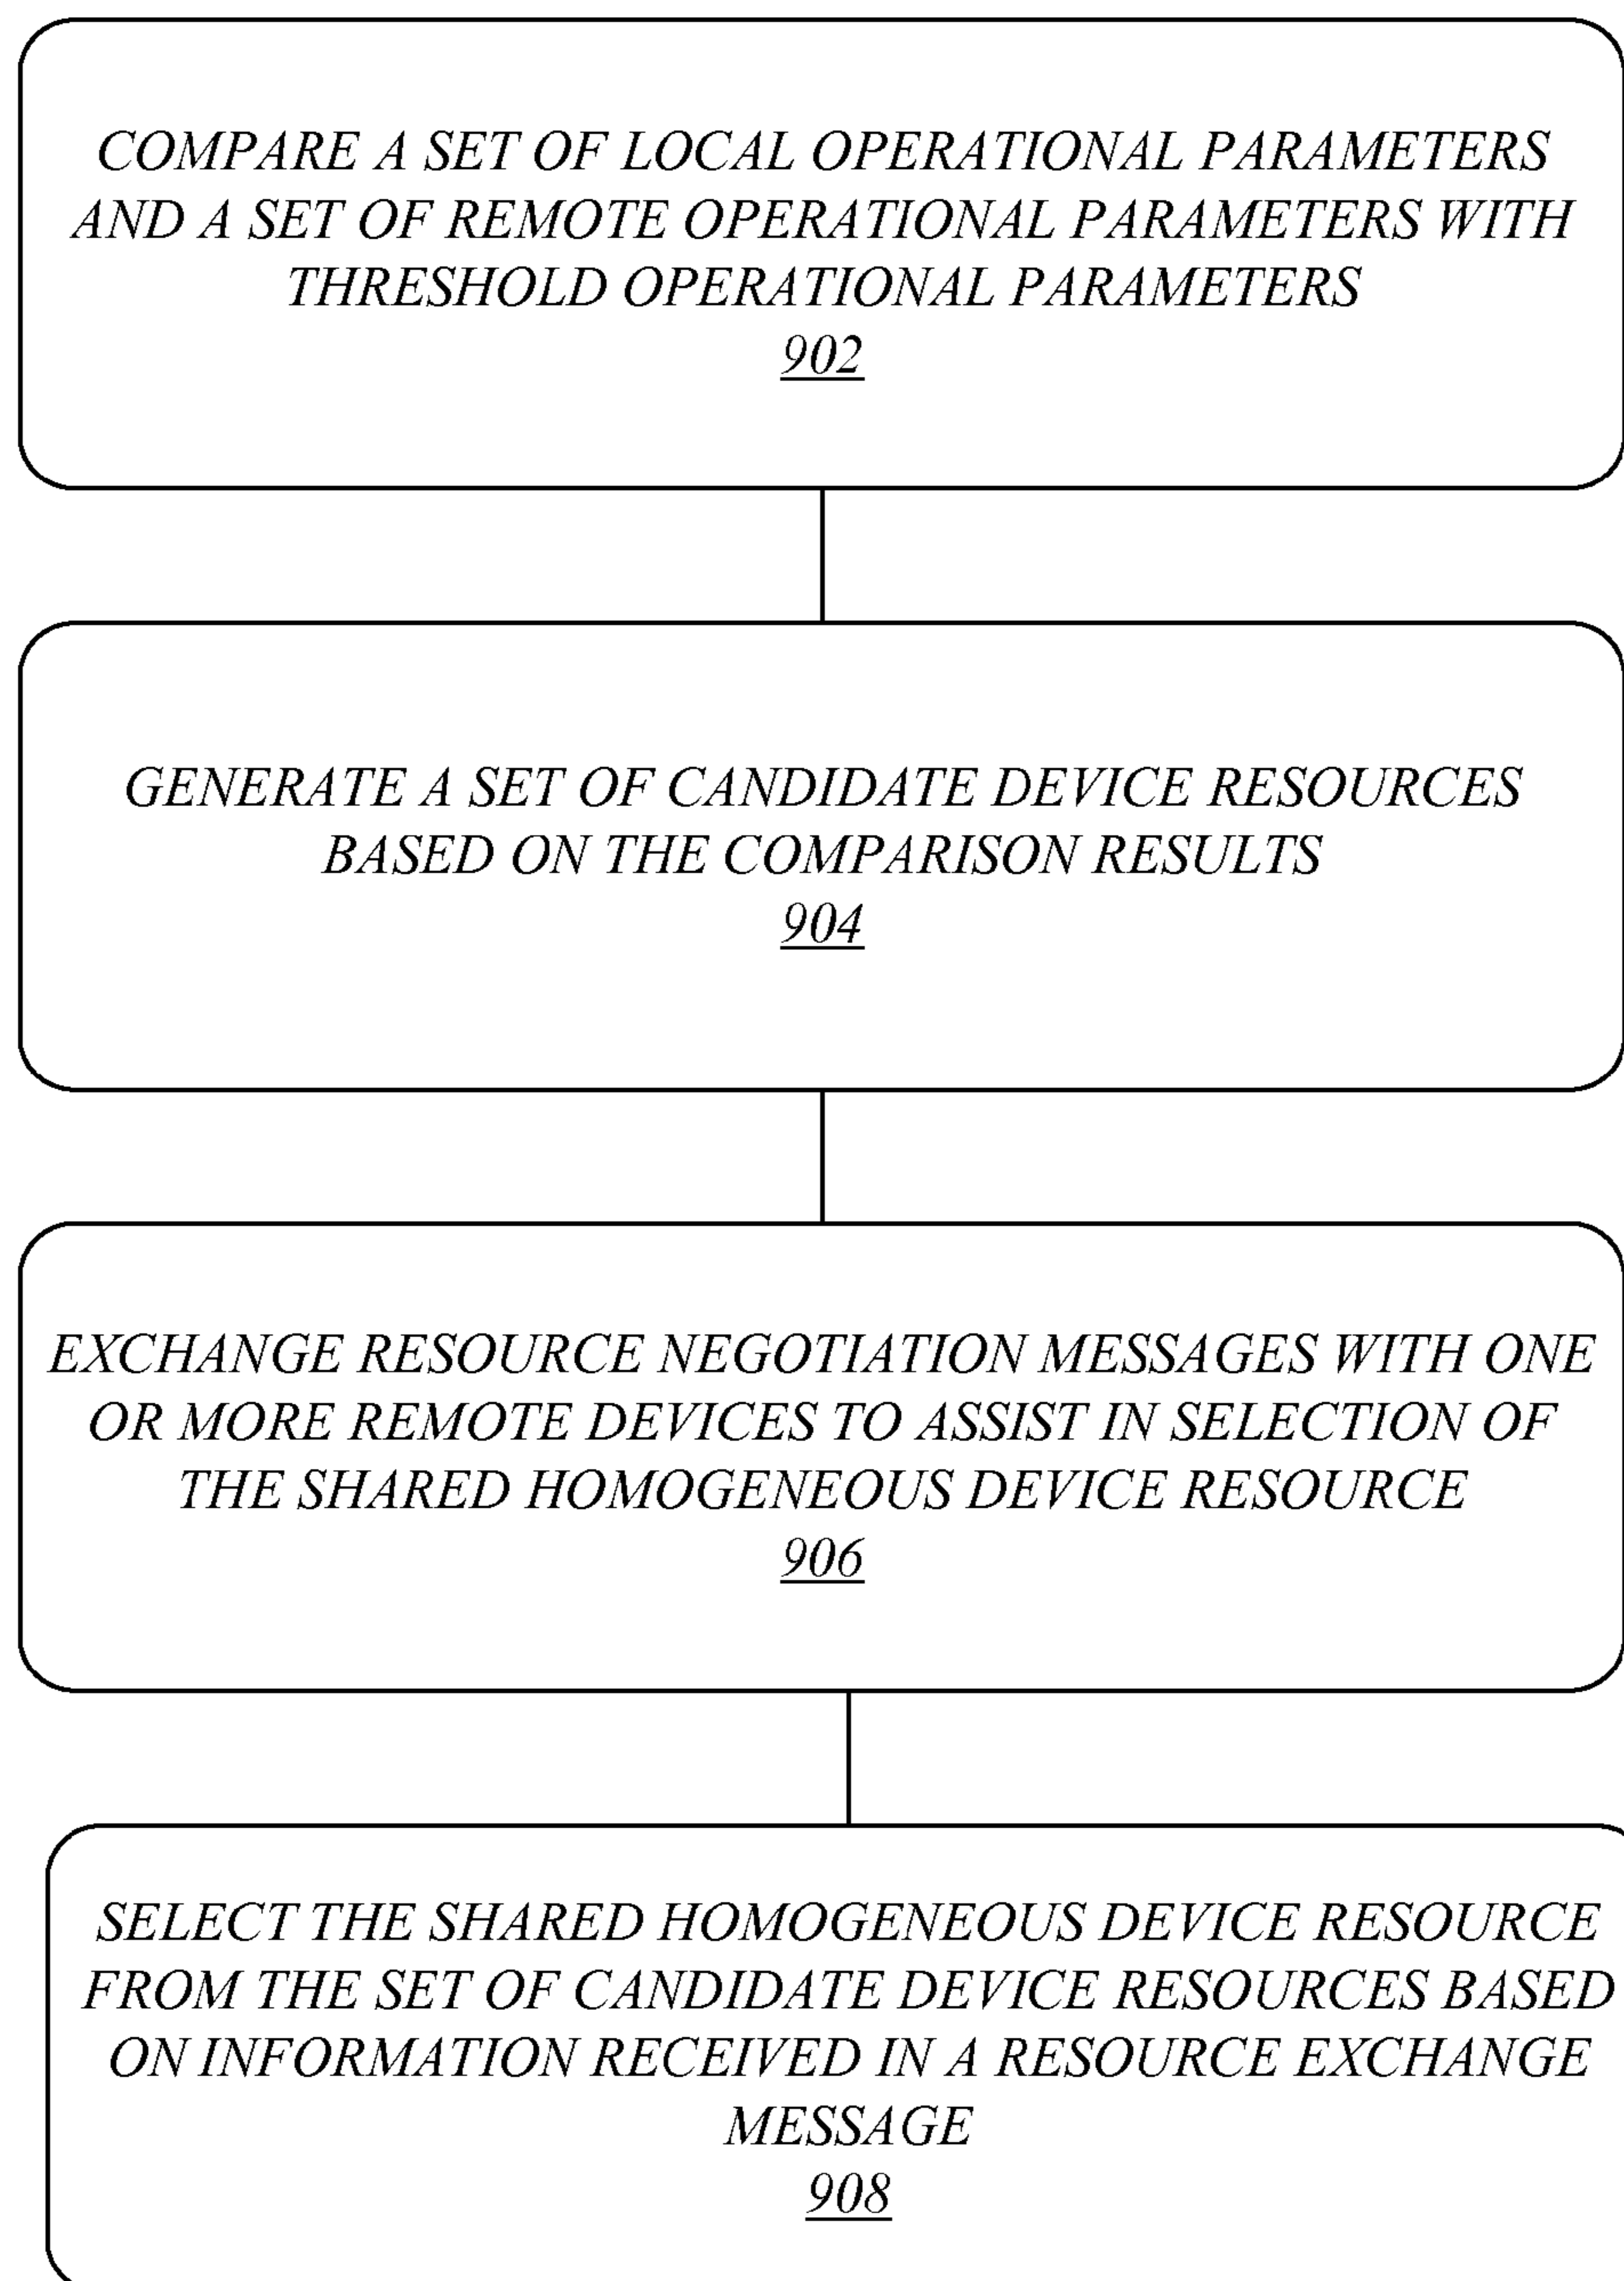 COMPARE A SET OF LOCAL OPERATIONAL PARAMETERS
AND A SET OF REMOTE OPERATIONAL PARAMETERS WITH
THRESHOLD OPERATIONAL PARAMETERS
902
GENERATE A SET OF CANDIDATE DEVICE RESOURCES
BASED ON THE COMPARISON RESULTS
904
EXCHANGE RESOURCE NEGOTIATION MESSAGES WITH ONE
OR MORE REMOTE DEVICES TO ASSIST IN SELECTION OF
THE SHARED HOMOGENEOUS DEVICE RESOURCE
906
SELECT THE SHARED HOMOGENEOUS DEVICE RESOURCE
FROM THE SET OF CANDIDATE DEVICE RESOURCES BASED
ON INFORMATION RECEIVED IN A RESOURCE EXCHANGE
MESSAGE
908